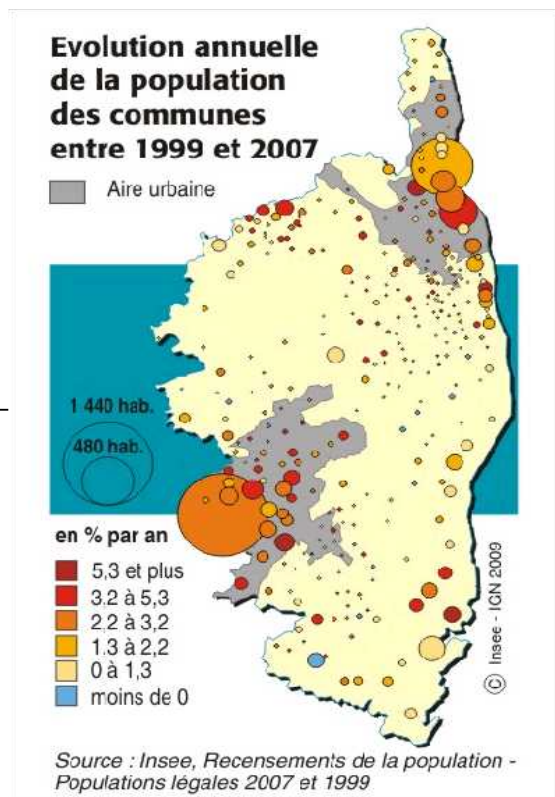 Evolution annuelle
de la population
des communes
entre 1999 et 2007
Aire urbaine
1 440 hab.
480 hab.
en % par an
5,3 et plus
3,2 à 5,3
2,2 à 3,2
1,3 à 2,2
0 à 1,3
moins de 0
© Insee - IGN 2009
Source : Insee, Recensements de la population -
Populations légales 2007 et 1999